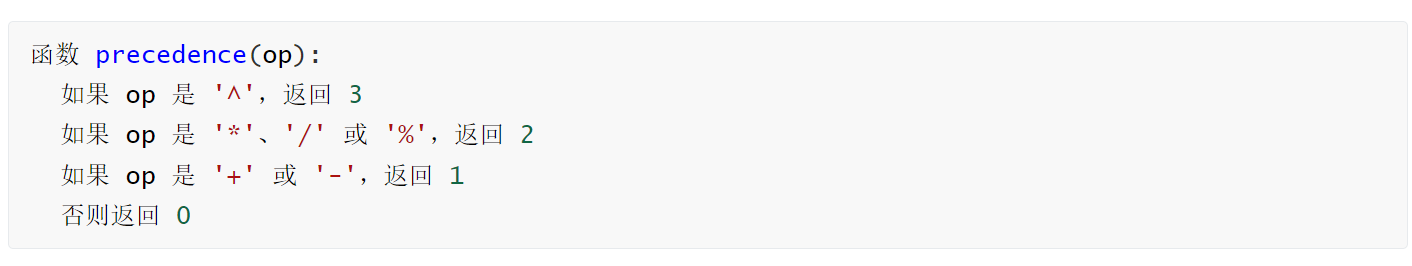 函数 precedence(op):
如果 op 是 '^', 返回 3
如果 op 是 '*'、'/' 或 '%', 返回 2
如果 op 是 '+' 或 '-', 返回 1
否则返回 0